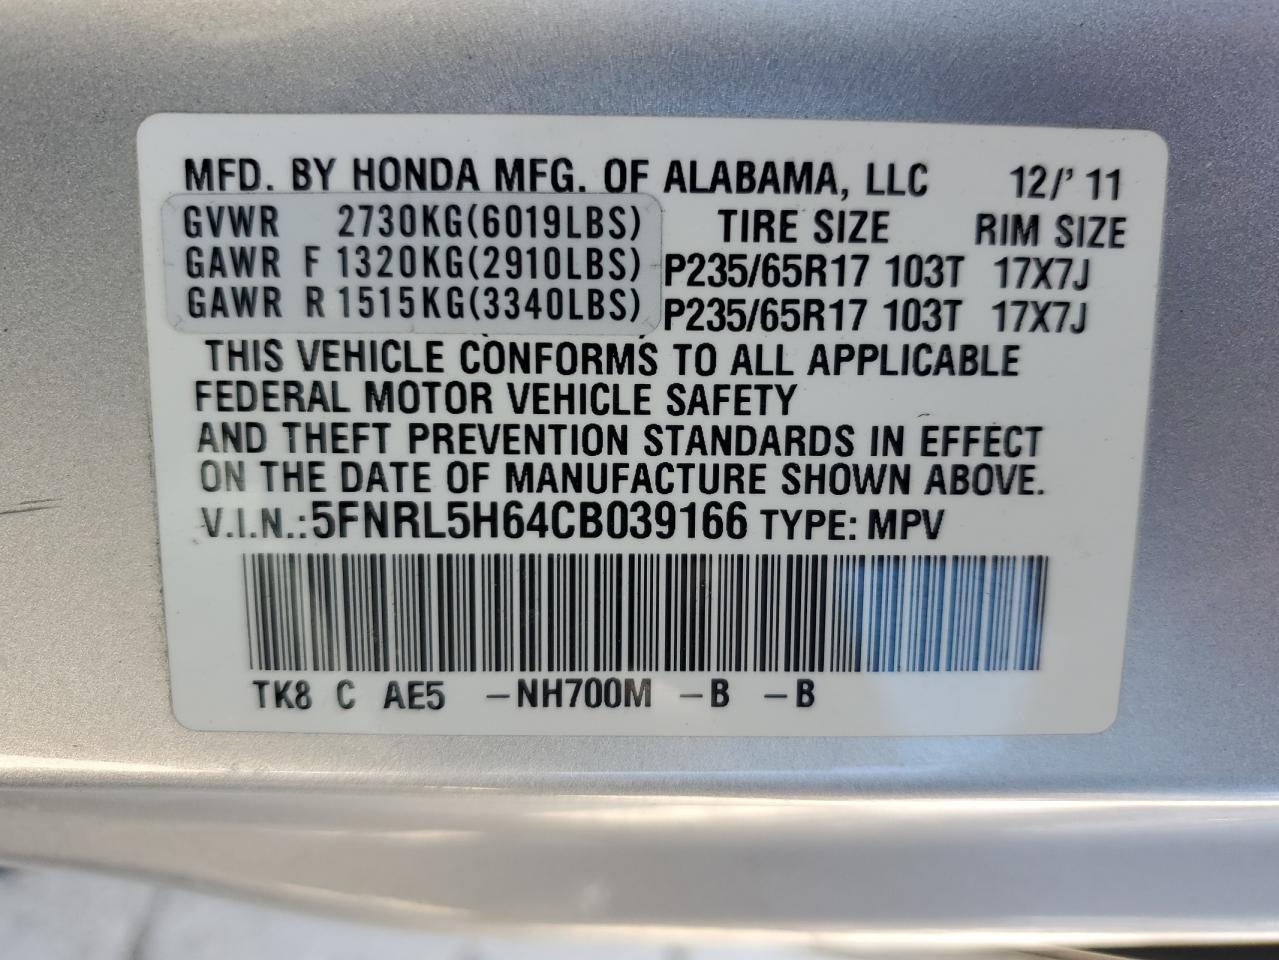 MFD. BY HONDA MFG. OF ALABAMA, LLC 12/' 11
GVWR 2730KG(6019LBS) TIRE SIZE RIM SIZE
GAWR F 1320KG(2910LBS) P235/65R17 103T 17X7J
GAWR R 1515KG(3340LBS) P235/65R17 103T 17X7J
THIS VEHICLE CONFORMS TO ALL APPLICABLE
FEDERAL MOTOR VEHICLE SAFETY
AND THEFT PREVENTION STANDARDS IN EFFECT
ON THE DATE OF MANUFACTURE SHOWN ABOVE.
V.I.N.: 5FNRL5H64CB039166 TYPE: MPV
TK8 C AE5 –NH700M –B –B